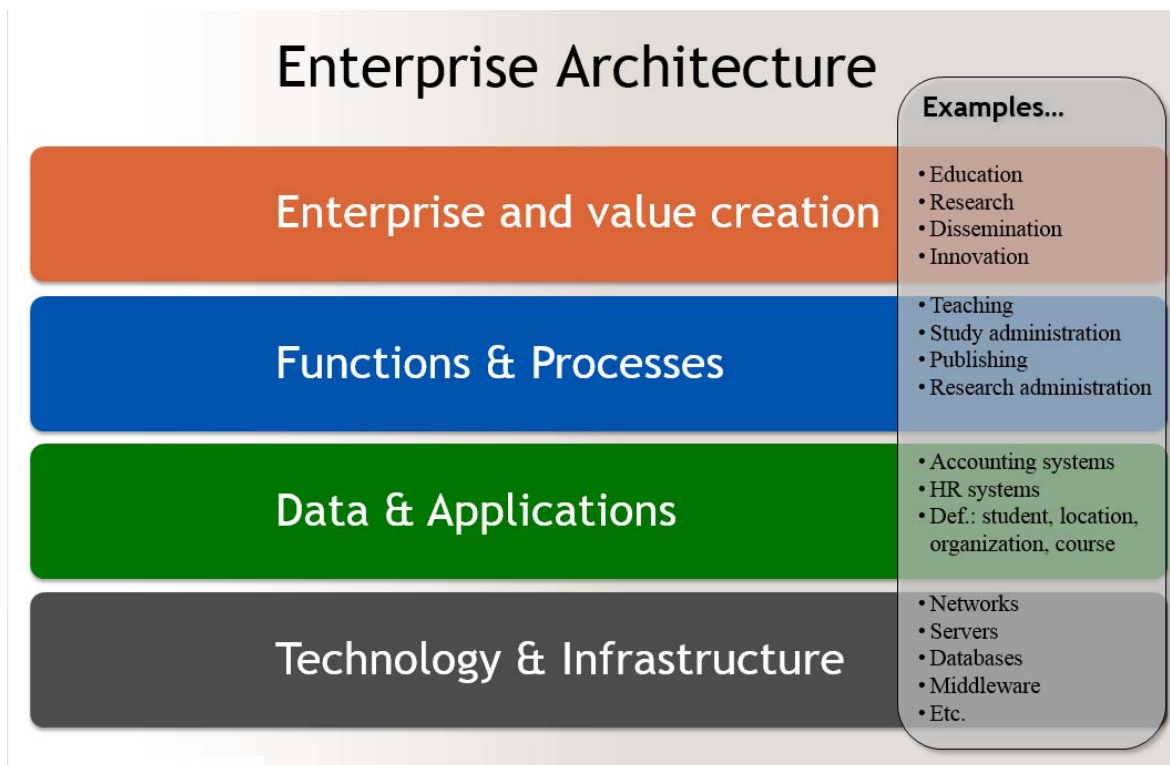 Enterprise Architecture
Examples...
Enterprise and value creation
• Education
• Research
• Dissemination
• Innovation
Functions & Processes
• Teaching
• Study administration
• Publishing
• Research administration
Data & Applications
• Accounting systems
• HR systems
• Def.: student, location,
organization, course
Technology & Infrastructure
• Networks
• Servers
• Databases
• Middleware
• Etc.